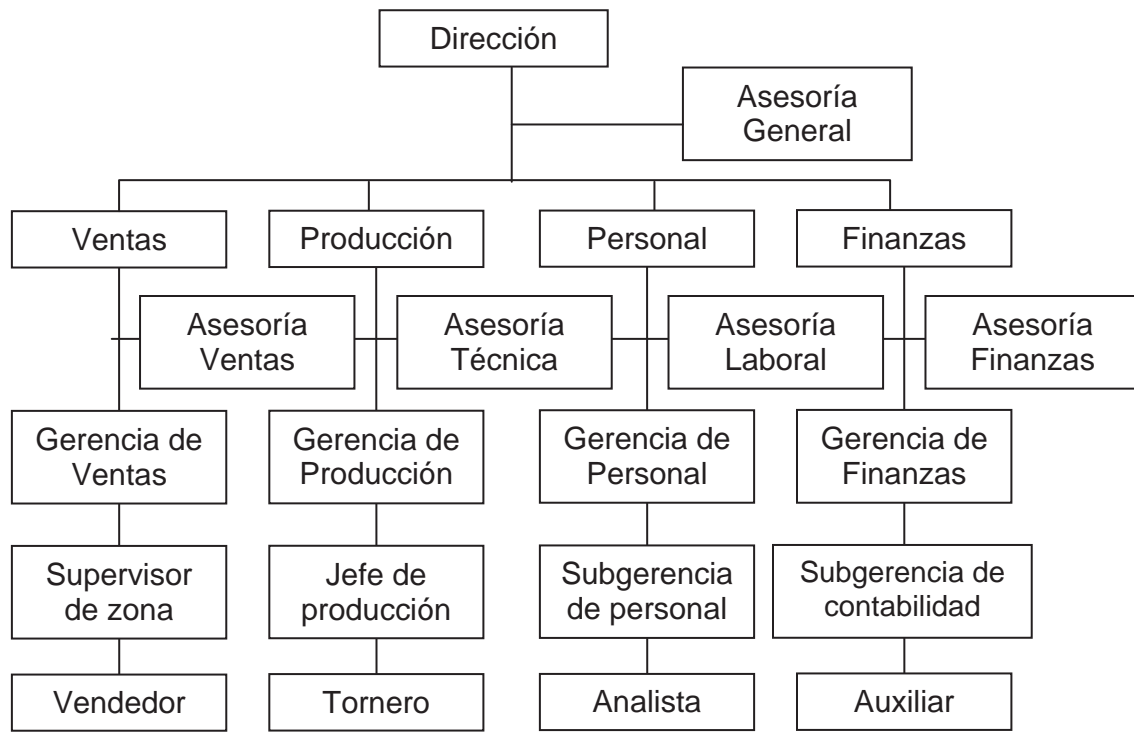 Dirección
Asesoría
General
Ventas
Producción
Personal
Finanzas
Asesoría
Ventas
Asesoría
Técnica
Asesoría
Laboral
Asesoría
Finanzas
Gerencia de
Ventas
Gerencia de
Producción
Gerencia de
Personal
Gerencia de
Finanzas
Supervisor
de zona
Jefe de
producción
Subgerencia
de personal
Subgerencia de
contabilidad
Vendedor
Tornero
Analista
Auxiliar